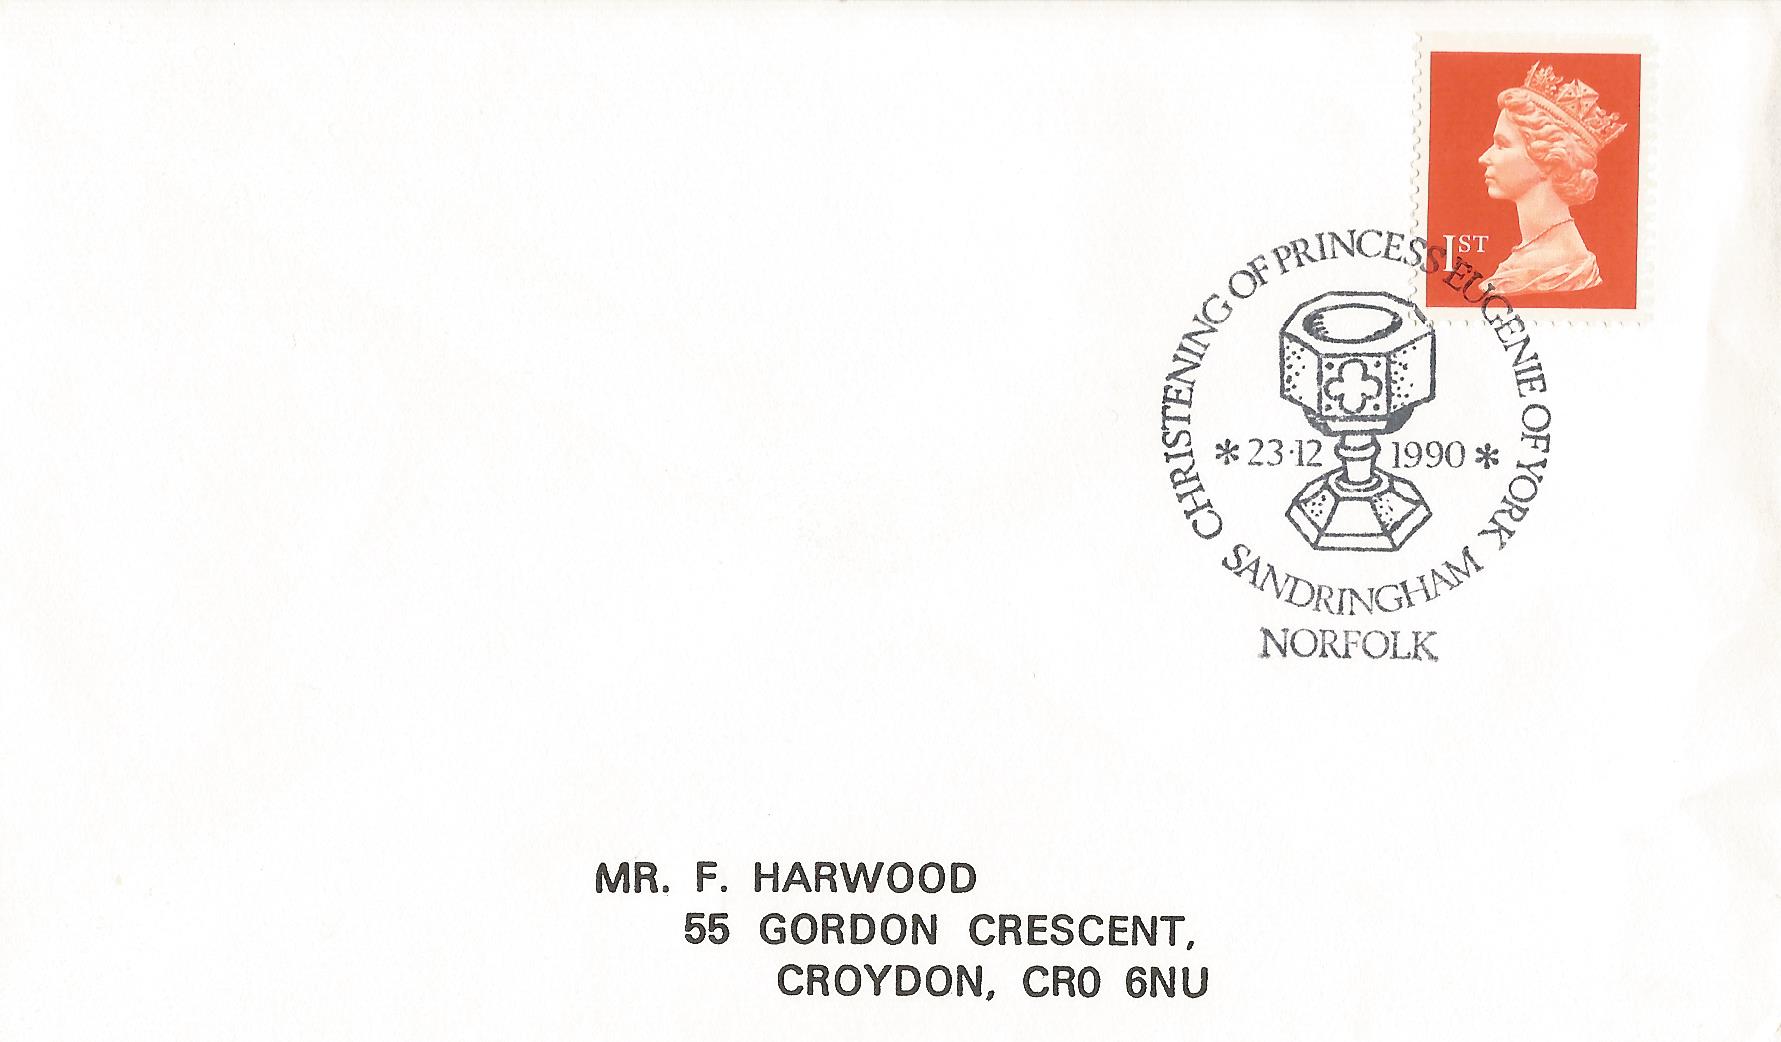 1ST
CHRISTENING OF PRINCESS EUGENIE OF YORK
* 23·12 1990 *
SANDRINGHAM
NORFOLK
MR. F. HARWOOD
55 GORDON CRESCENT,
CROYDON, CR0 6NU